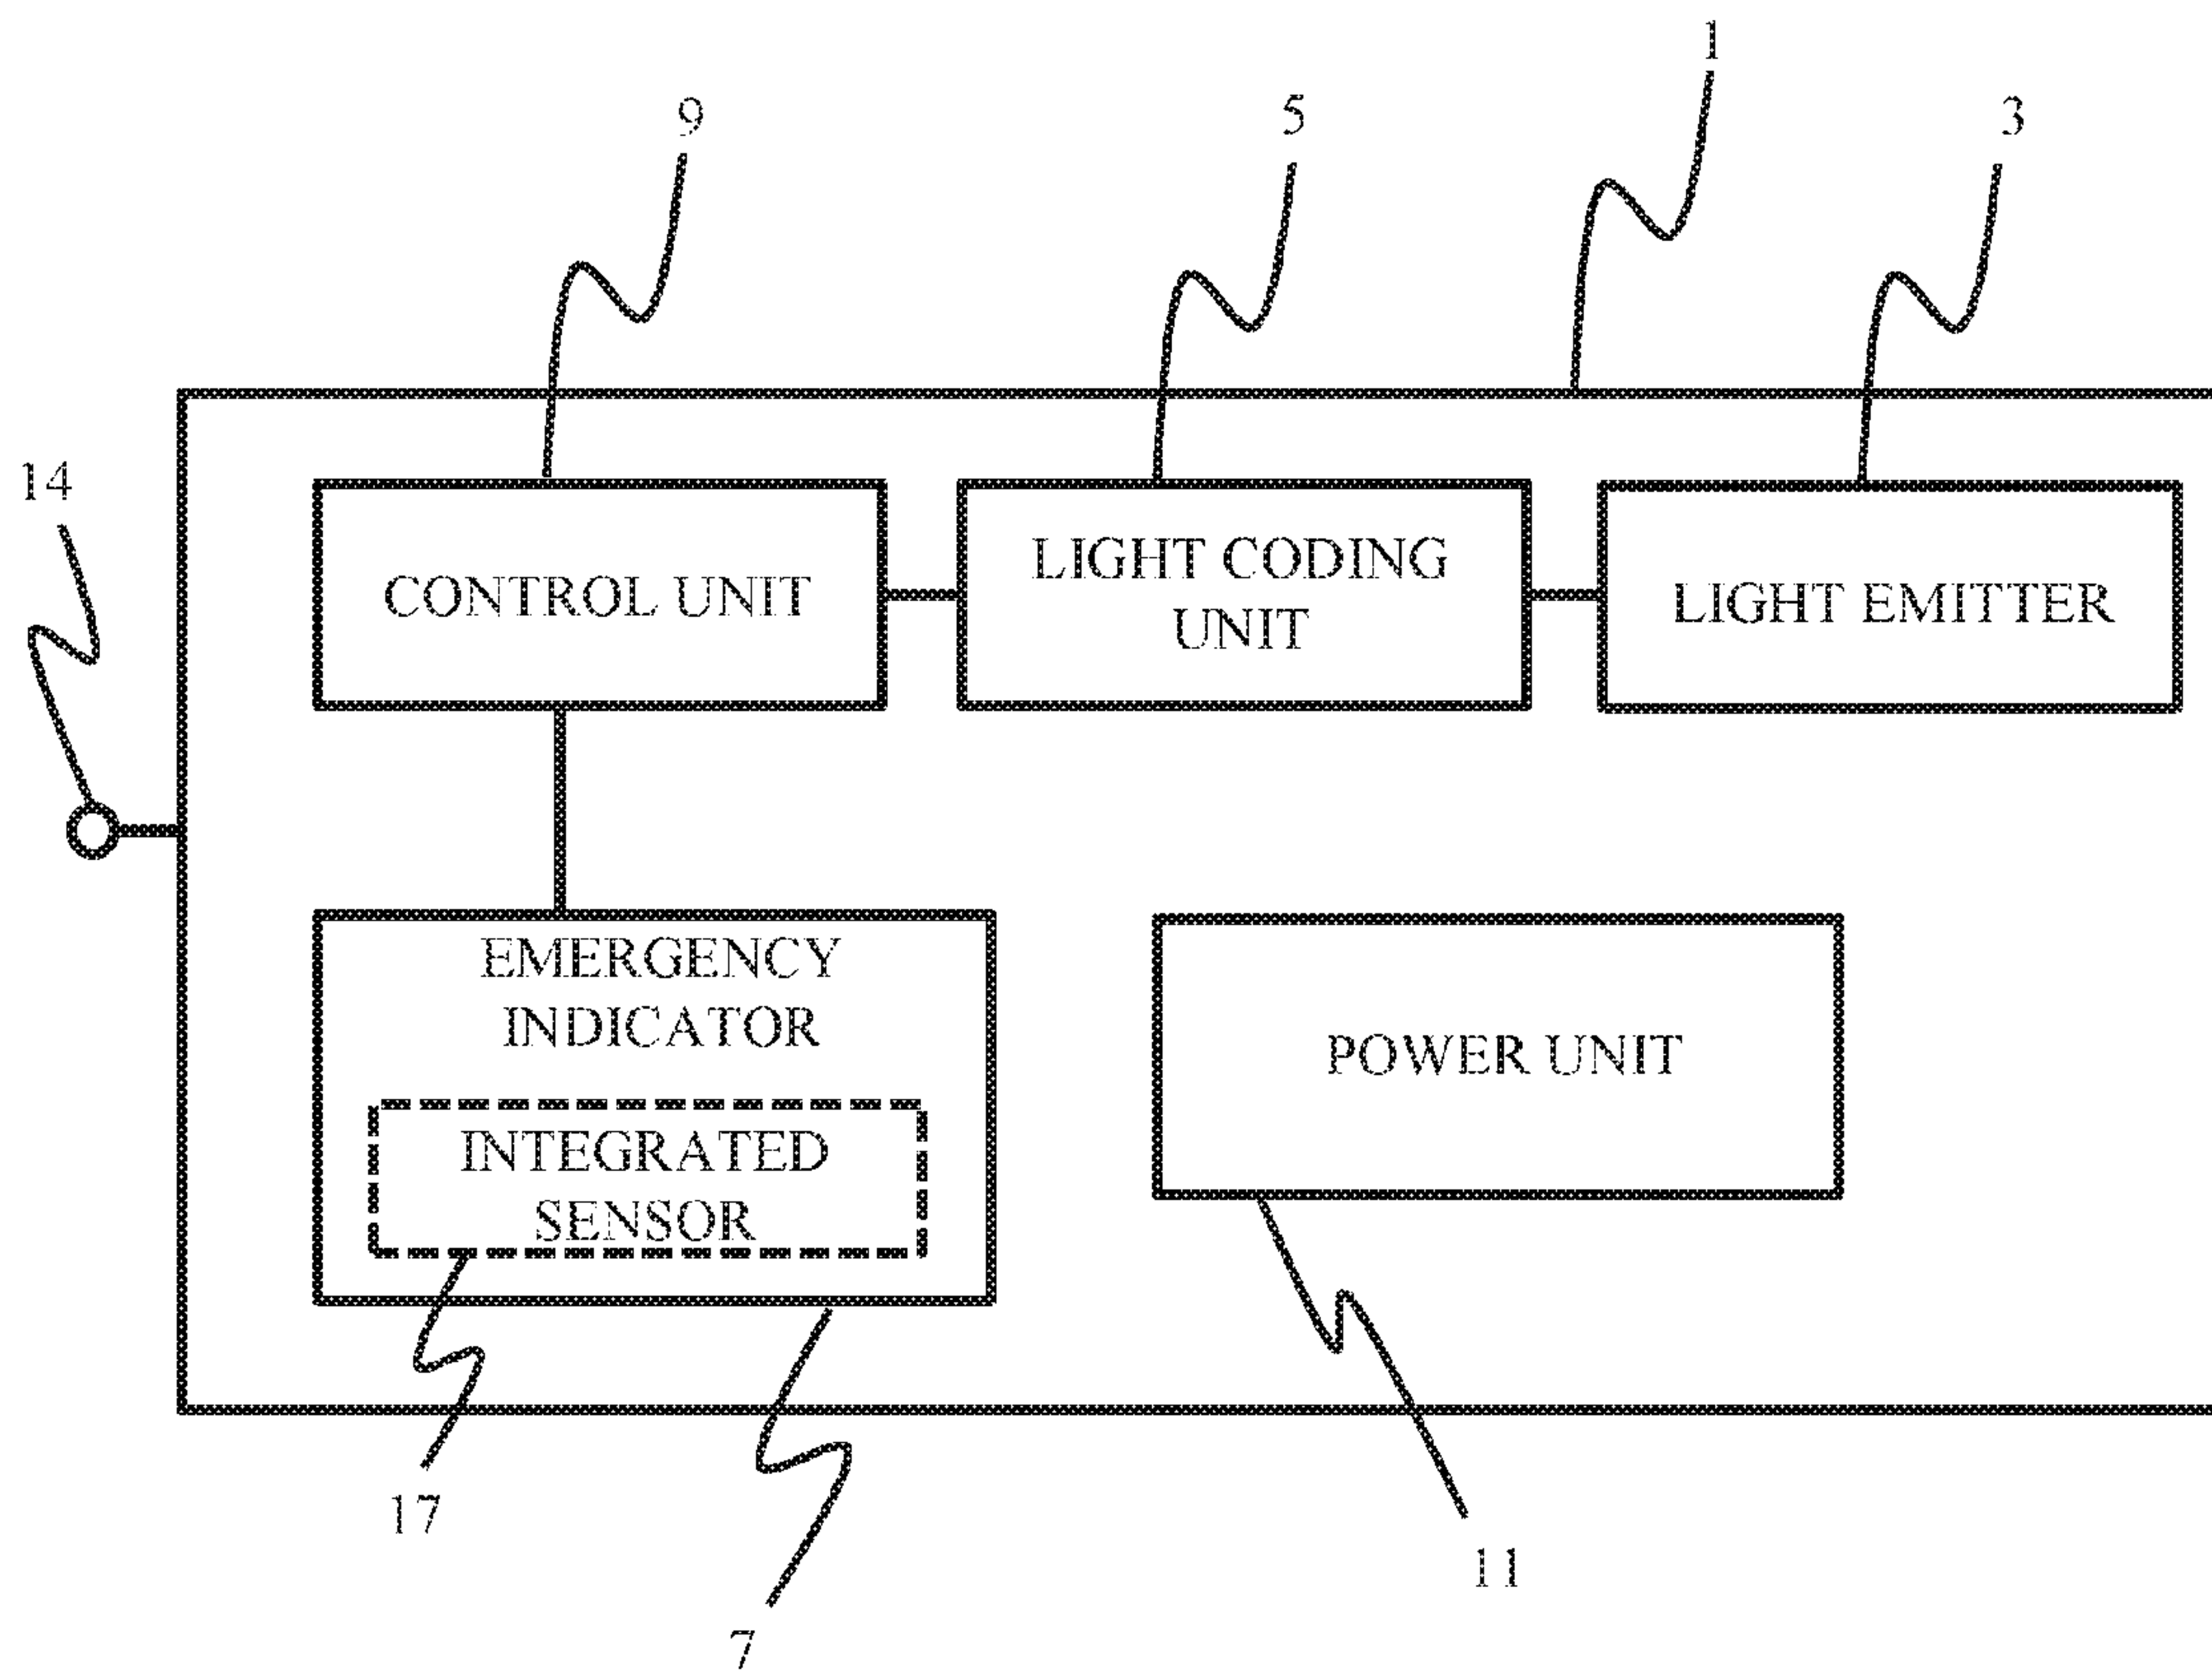 1
9
5
3
14
CONTROL UNIT
LIGHT CODING
UNIT
LIGHT EMITTER
EMERGENCY
INDICATOR
INTEGRATED
SENSOR
POWER UNIT
17
7
11